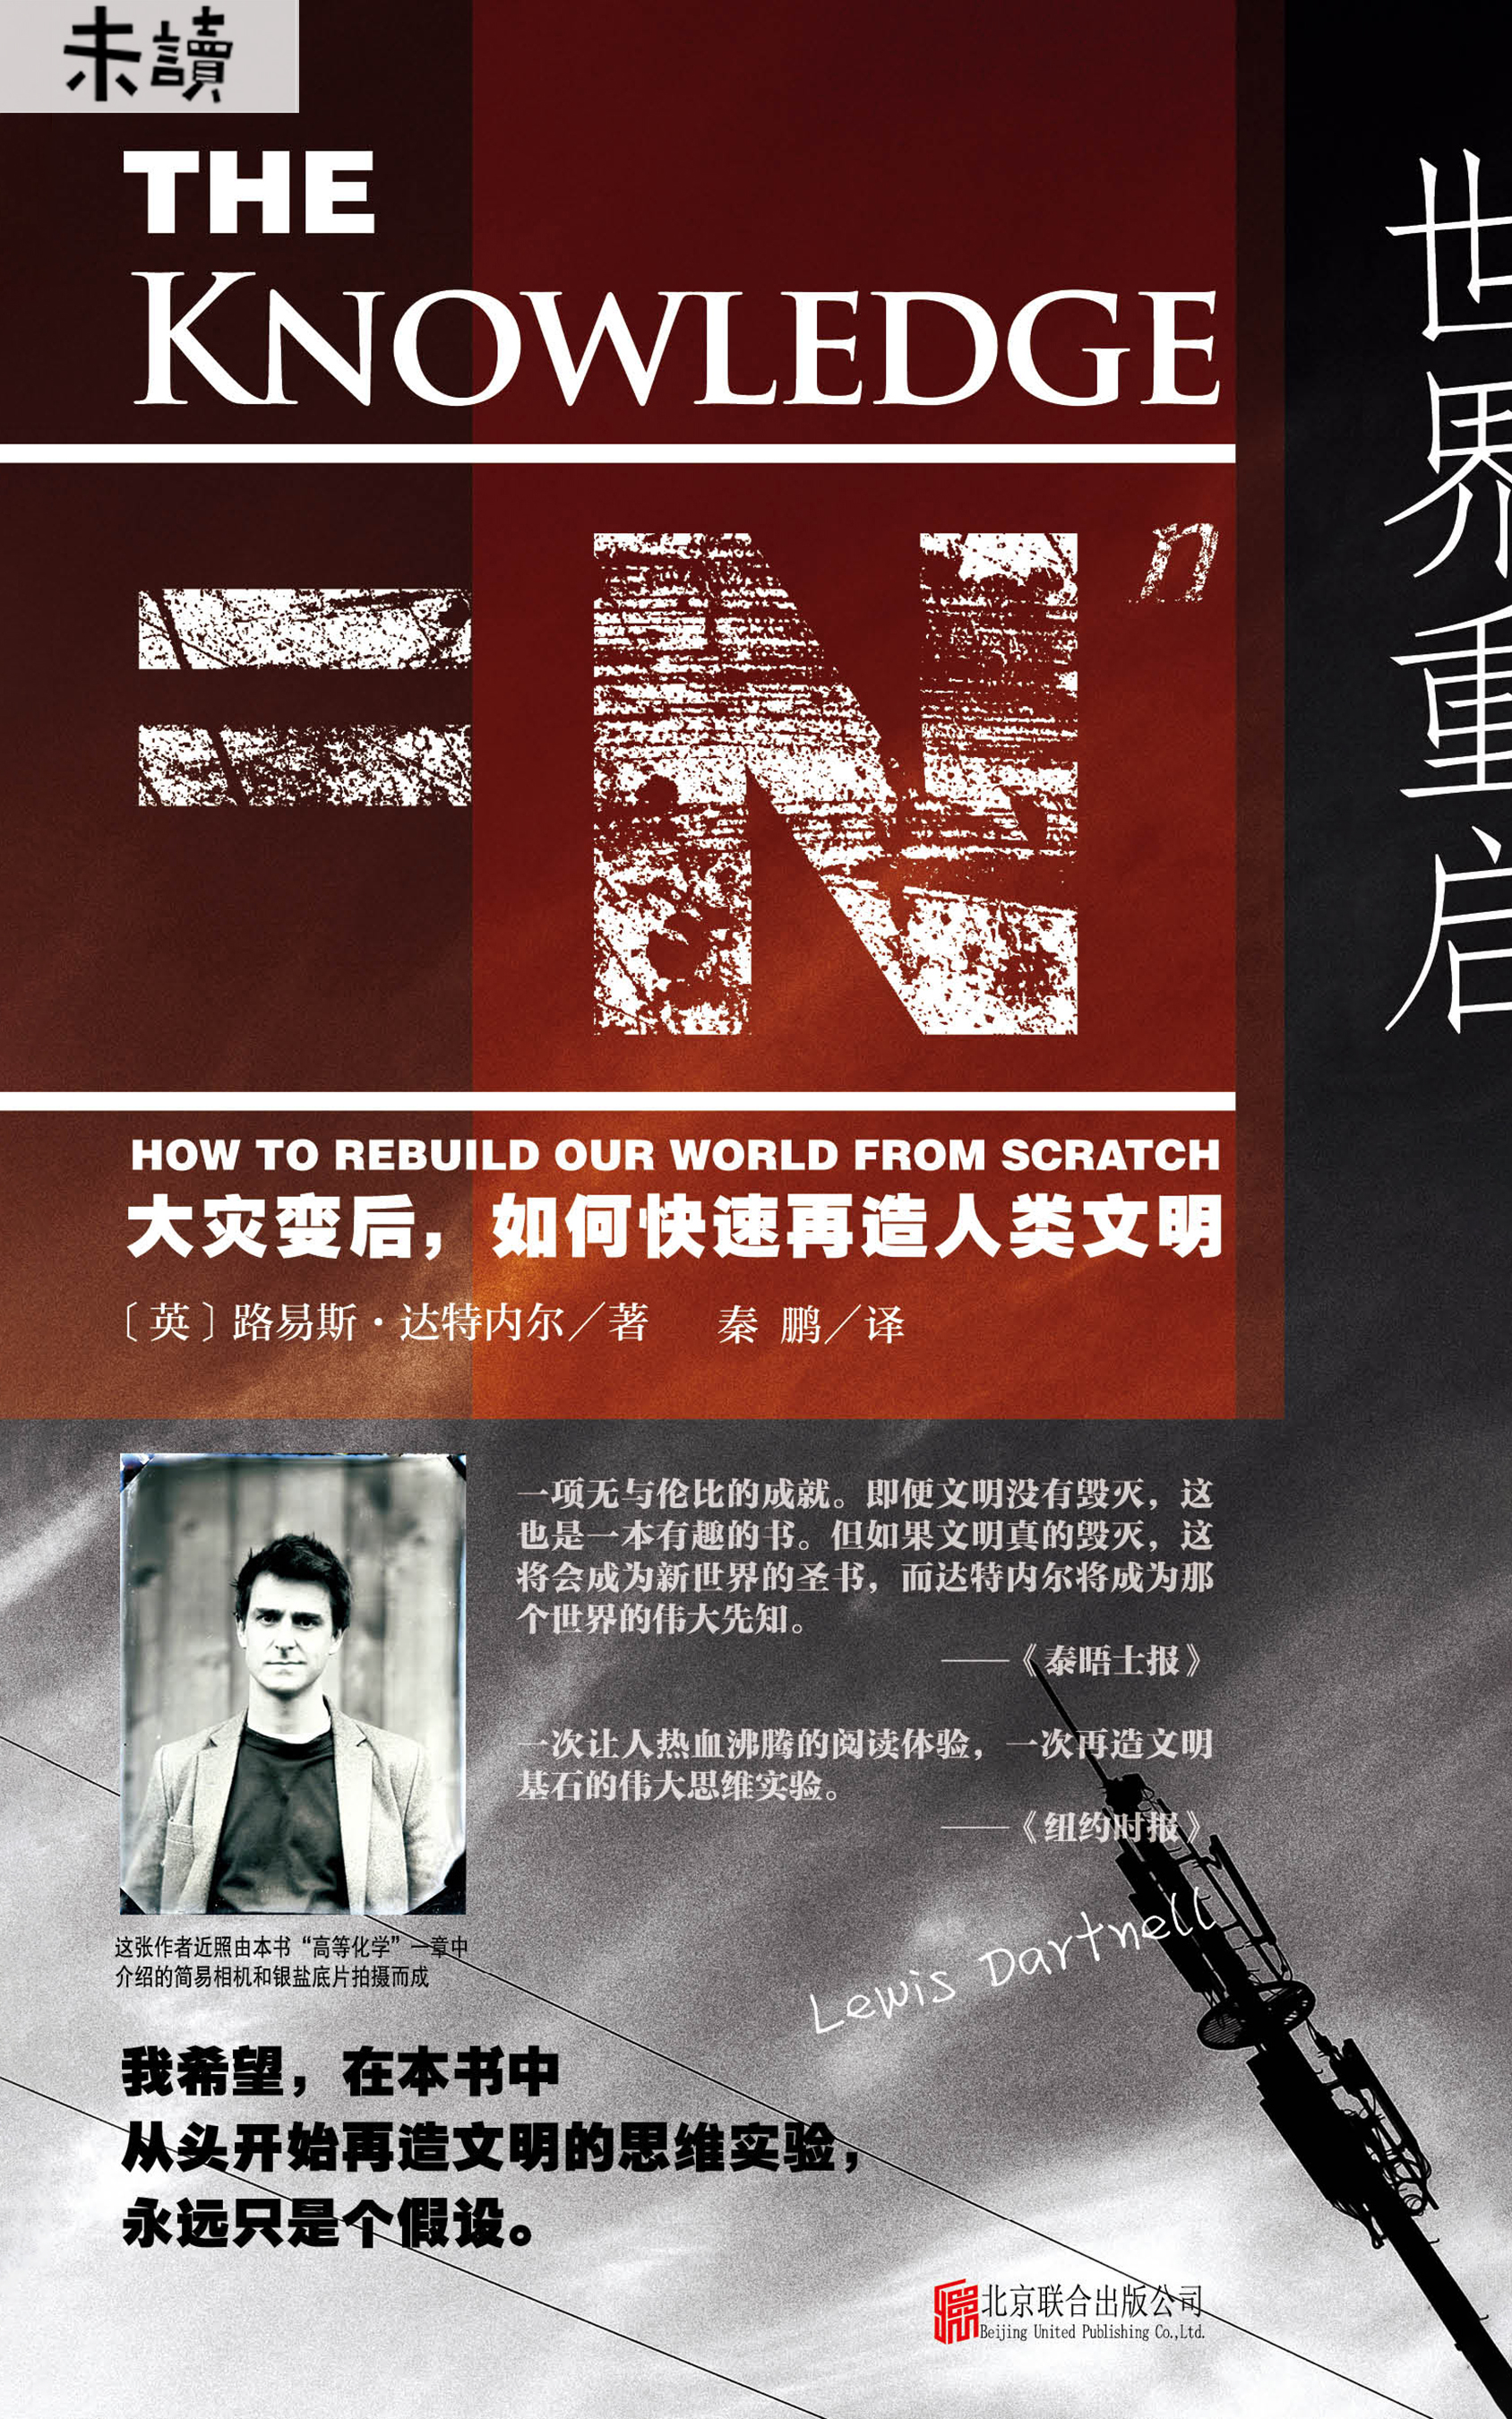 未讀
THE
KNOWLEDGE
=Nⁿ
世界重启
HOW TO REBUILD OUR WORLD FROM SCRATCH
大灾变后，如何快速再造人类文明
〔英〕路易斯·达特内尔／著 秦 鹏／译
一项无与伦比的成就。即便文明没有毁灭，这
也是一本有趣的书。但如果文明真的毁灭，这
将会成为新世界的圣书，而达特内尔将成为那
个世界的伟大先知。
——《泰晤士报》
一次让人热血沸腾的阅读体验，一次再造文明
基石的伟大思维实验。
——《纽约时报》
Lewis Dartnell
这张作者近照由本书“高等化学”一章中
介绍的简易相机和银盐底片拍摄而成
我希望，在本书中
从头开始再造文明的思维实验，
永远只是个假设。
北京联合出版公司
Beijing United Publishing Co.,Ltd.